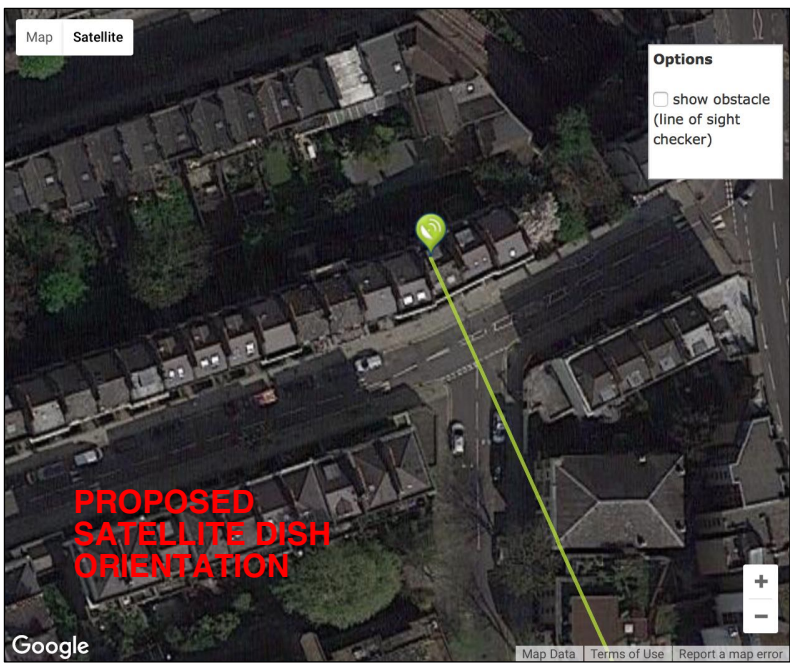 Map Satellite
Options
show obstacle
(line of sight
checker)
PROPOSED
SATELLITE DISH
ORIENTATION
+
−
Google
Map Data Terms of Use Report a map error